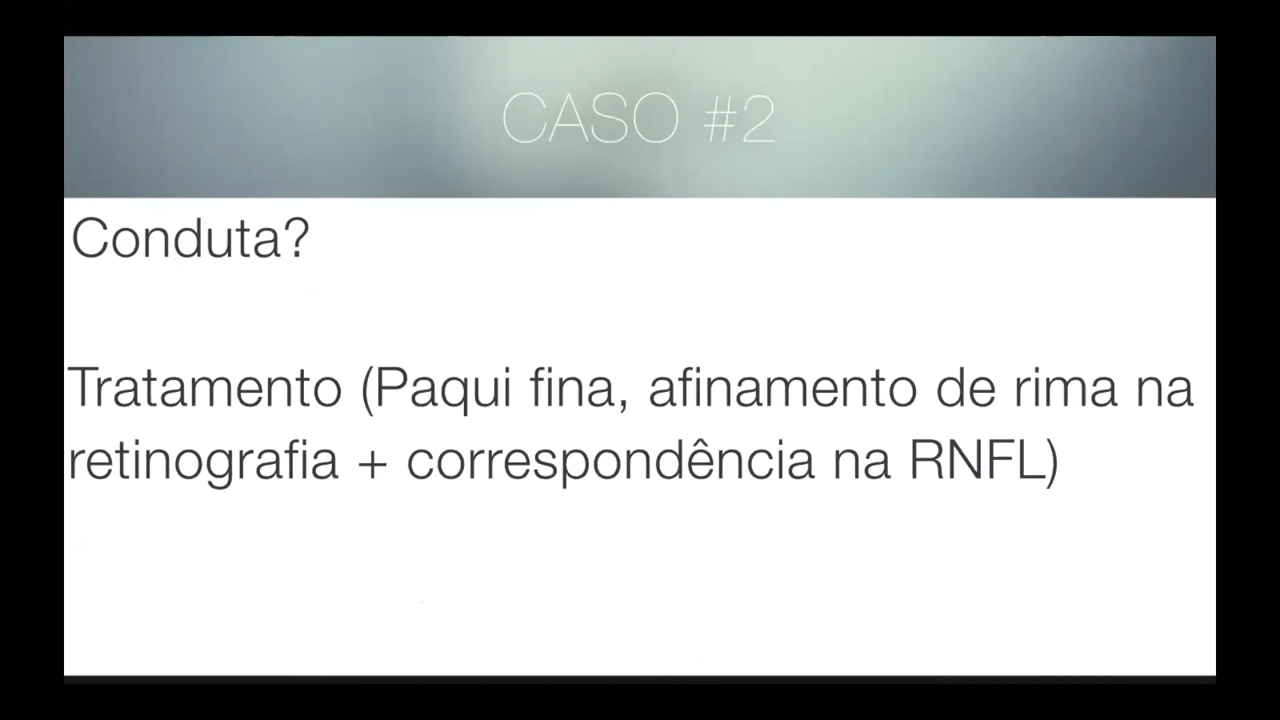 CASO #2
Conduta?
Tratamento (Paqui fina, afinamento de rima na
retinografia + correspondência na RNFL)